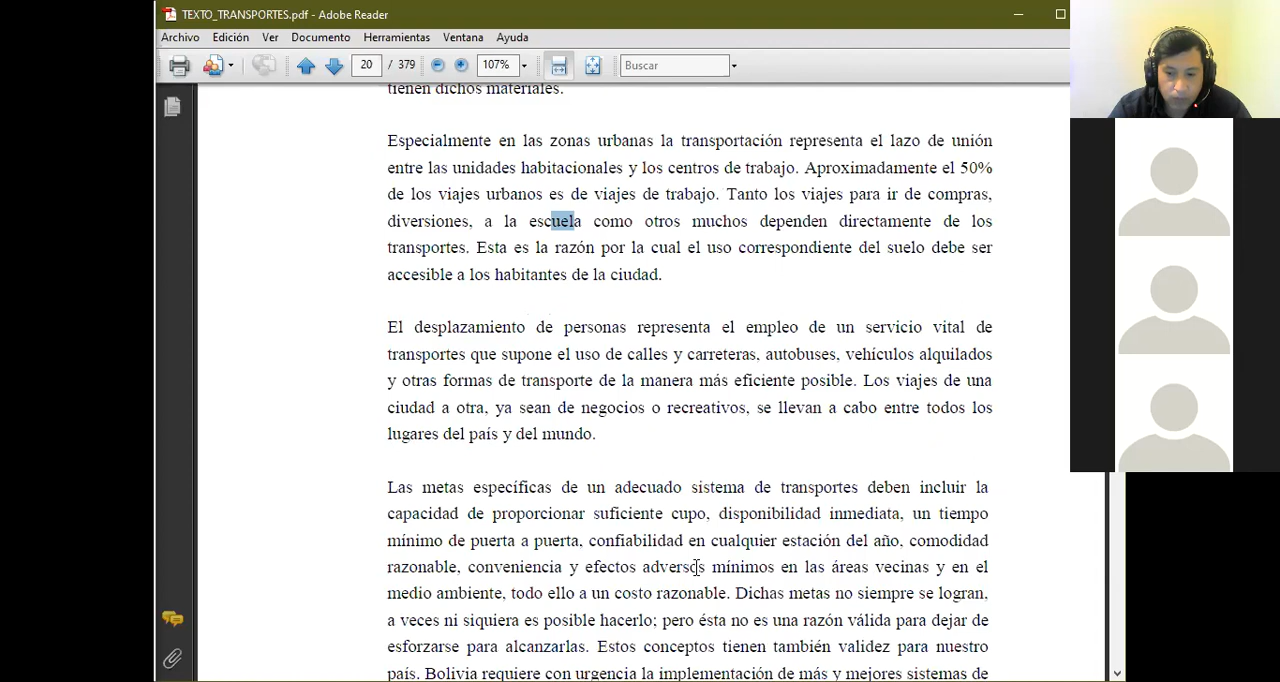 TEXTO_TRANSPORTES.pdf - Adobe Reader
Archivo Edición Ver Documento Herramientas Ventana Ayuda
20 / 379 107% Buscar
tienen dichos materiales.
Especialmente en las zonas urbanas la transportación representa el lazo de unión
entre las unidades habitacionales y los centros de trabajo. Aproximadamente el 50%
de los viajes urbanos es de viajes de trabajo. Tanto los viajes para ir de compras,
diversiones, a la escuela como otros muchos dependen directamente de los
transportes. Esta es la razón por la cual el uso correspondiente del suelo debe ser
accesible a los habitantes de la ciudad.
El desplazamiento de personas representa el empleo de un servicio vital de
transportes que supone el uso de calles y carreteras, autobuses, vehículos alquilados
y otras formas de transporte de la manera más eficiente posible. Los viajes de una
ciudad a otra, ya sean de negocios o recreativos, se llevan a cabo entre todos los
lugares del país y del mundo.
Las metas específicas de un adecuado sistema de transportes deben incluir la
capacidad de proporcionar suficiente cupo, disponibilidad inmediata, un tiempo
mínimo de puerta a puerta, confiabilidad en cualquier estación del año, comodidad
razonable, conveniencia y efectos adversos mínimos en las áreas vecinas y en el
medio ambiente, todo ello a un costo razonable. Dichas metas no siempre se logran,
a veces ni siquiera es posible hacerlo; pero ésta no es una razón válida para dejar de
esforzarse para alcanzarlas. Estos conceptos tienen también validez para nuestro
país. Bolivia requiere con urgencia la implementación de más y mejores sistemas de